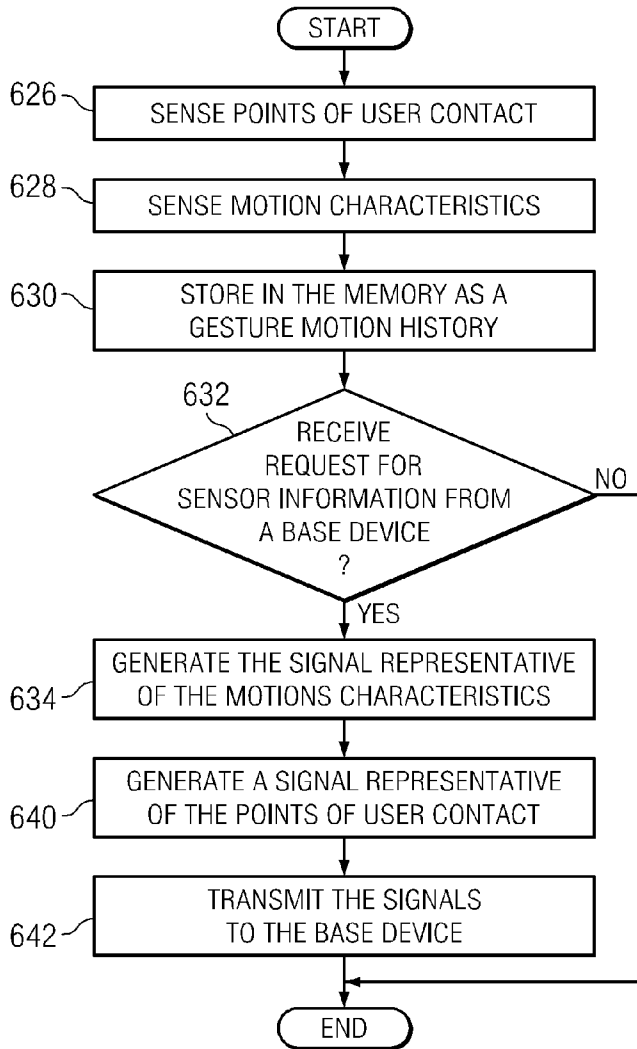 START
626
SENSE POINTS OF USER CONTACT
628
SENSE MOTION CHARACTERISTICS
630
STORE IN THE MEMORY AS A
GESTURE MOTION HISTORY
632
RECEIVE
REQUEST FOR
SENSOR INFORMATION FROM
A BASE DEVICE
?
NO
YES
634
GENERATE THE SIGNAL REPRESENTATIVE
OF THE MOTIONS CHARACTERISTICS
640
GENERATE A SIGNAL REPRESENTATIVE
OF THE POINTS OF USER CONTACT
642
TRANSMIT THE SIGNALS
TO THE BASE DEVICE
END